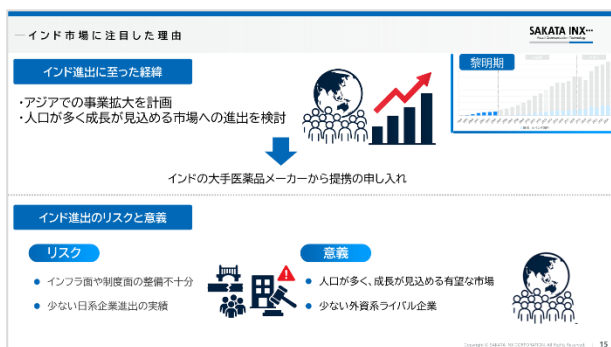 インド市場に注目した理由
SAKATA INX
インド進出に至った経緯
黎明期
・アジアでの事業拡大を計画
・人口が多く成長が見込める市場への進出を検討
インドの大手医薬品メーカーから提携の申し入れ
インド進出のリスクと意義
リスク
意義
● インフラ面や制度面の整備不十分
● 少ない日系企業進出の実績
● 人口が多く、成長が見込める有望な市場
● 少ない外資系ライバル企業
Copyright © SAKATA INX CORPORATION. All Rights Reserved.
15